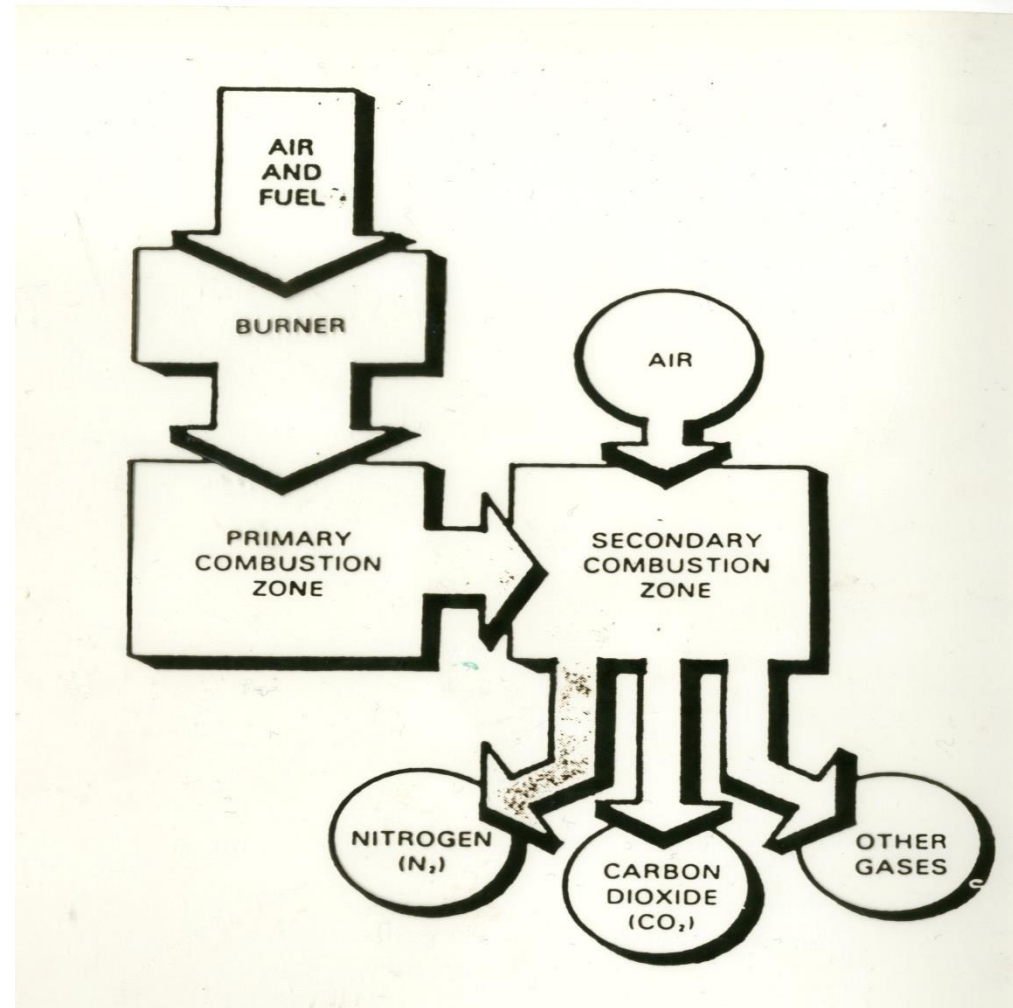 AIR
AND
FUEL
BURNER
AIR
PRIMARY
COMBUSTION
ZONE
SECONDARY
COMBUSTION
ZONE
NITROGEN
(N₂)
CARBON
DIOXIDE
(CO₂)
OTHER
GASES